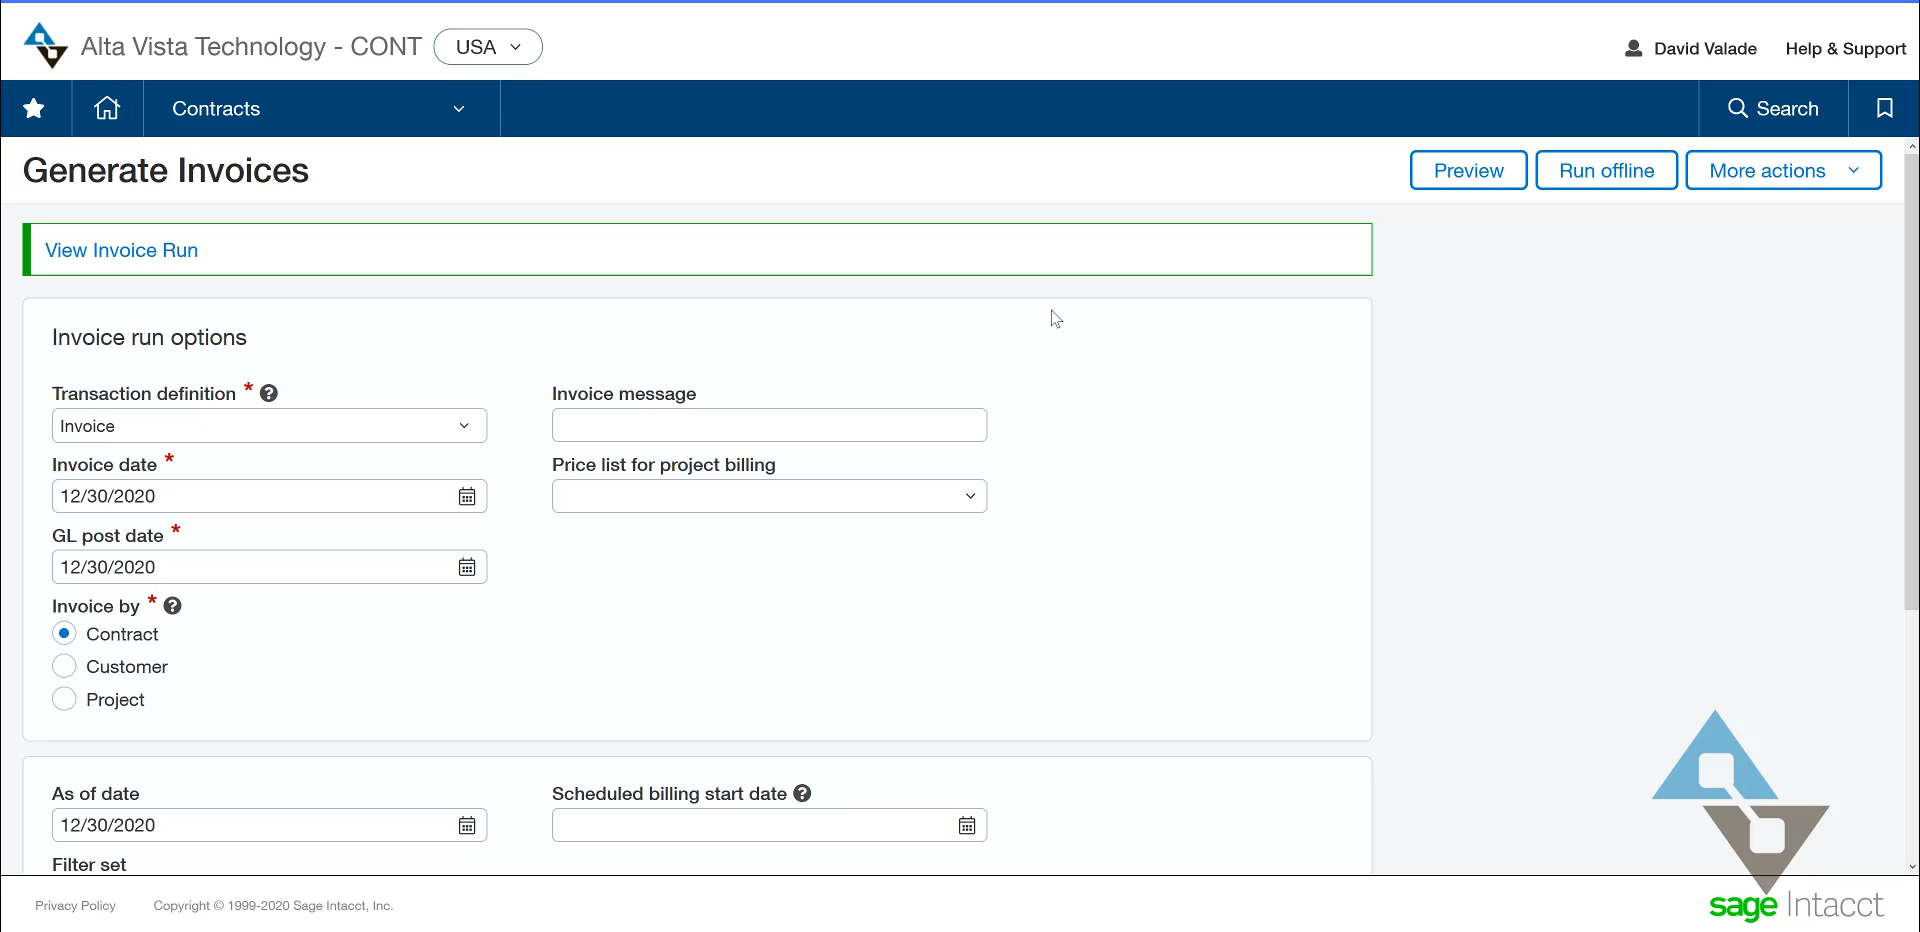 Alta Vista Technology - CONT USA
David Valade Help & Support
Contracts Search
Generate Invoices Preview Run offline More actions
View Invoice Run
Invoice run options
Transaction definition * ? Invoice message
Invoice
Invoice date * Price list for project billing
12/30/2020
GL post date *
12/30/2020
Invoice by * ?
Contract
Customer
Project
As of date Scheduled billing start date ?
12/30/2020
Filter set
Privacy Policy Copyright © 1999-2020 Sage Intacct, Inc.
sage Intacct